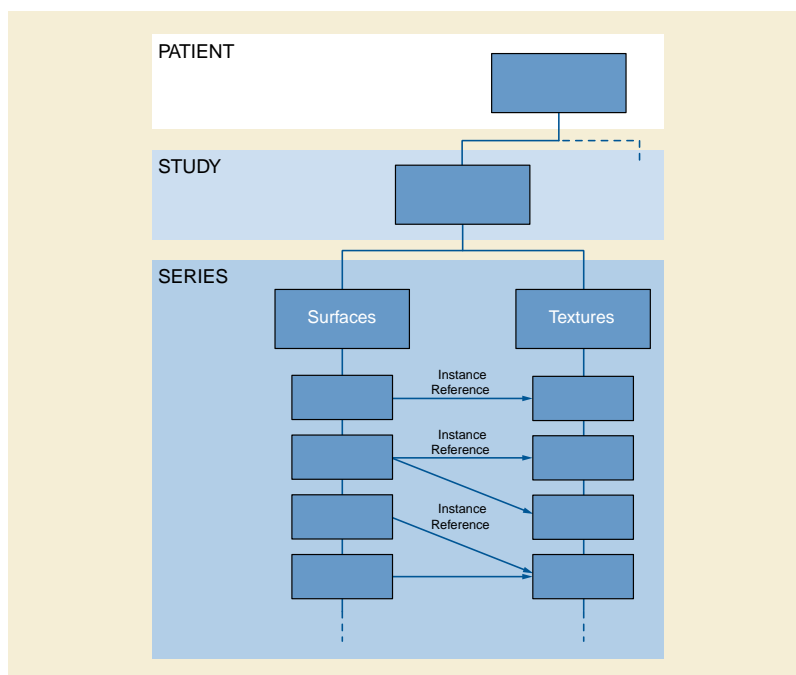 PATIENT
STUDY
SERIES
Surfaces
Textures
Instance
Reference
Instance
Reference
Instance
Reference